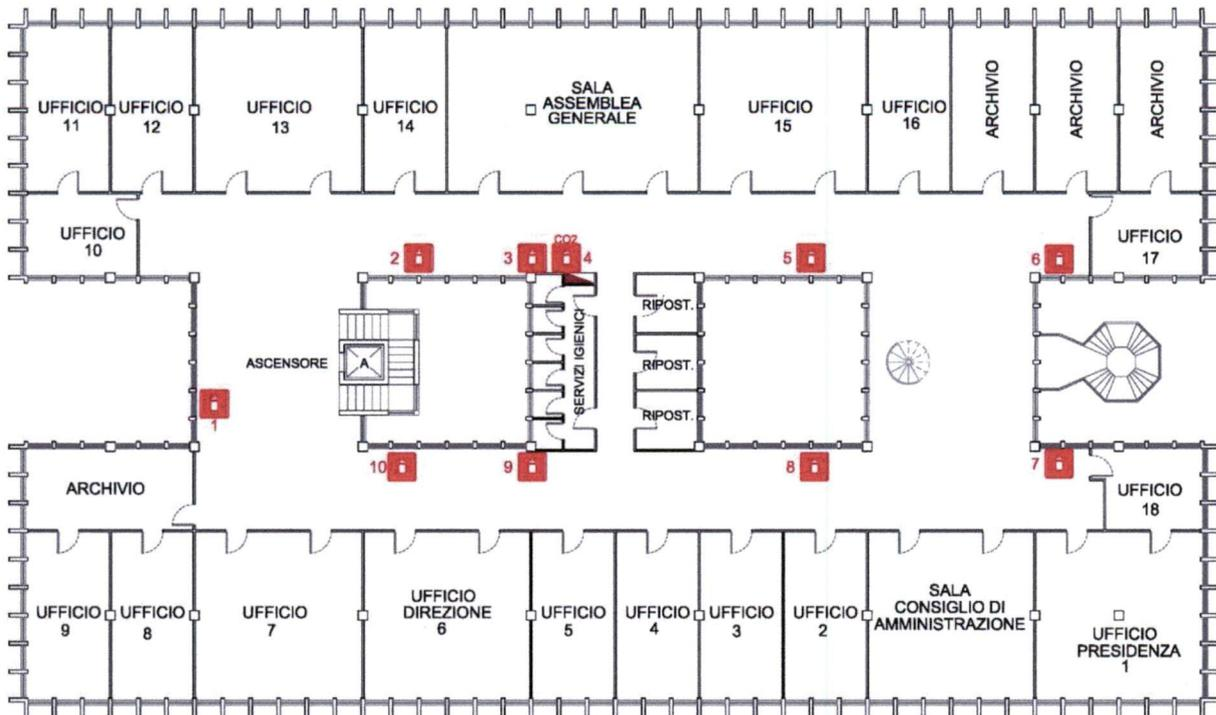 UFFICIO
11
UFFICIO
12
UFFICIO
13
UFFICIO
14
SALA
ASSEMBLEA
GENERALE
UFFICIO
15
UFFICIO
16
ARCHIVIO
ARCHIVIO
ARCHIVIO
UFFICIO
10
UFFICIO
17
2
3
CO2
4
5
6
RIPOST.
RIPOST.
RIPOST.
SERVIZI IGIENICI
ASCENSORE
A
1
10
9
8
7
ARCHIVIO
UFFICIO
18
UFFICIO
9
UFFICIO
8
UFFICIO
7
UFFICIO
DIREZIONE
6
UFFICIO
5
UFFICIO
4
UFFICIO
3
UFFICIO
2
SALA
CONSIGLIO DI
AMMINISTRAZIONE
UFFICIO
PRESIDENZA
1